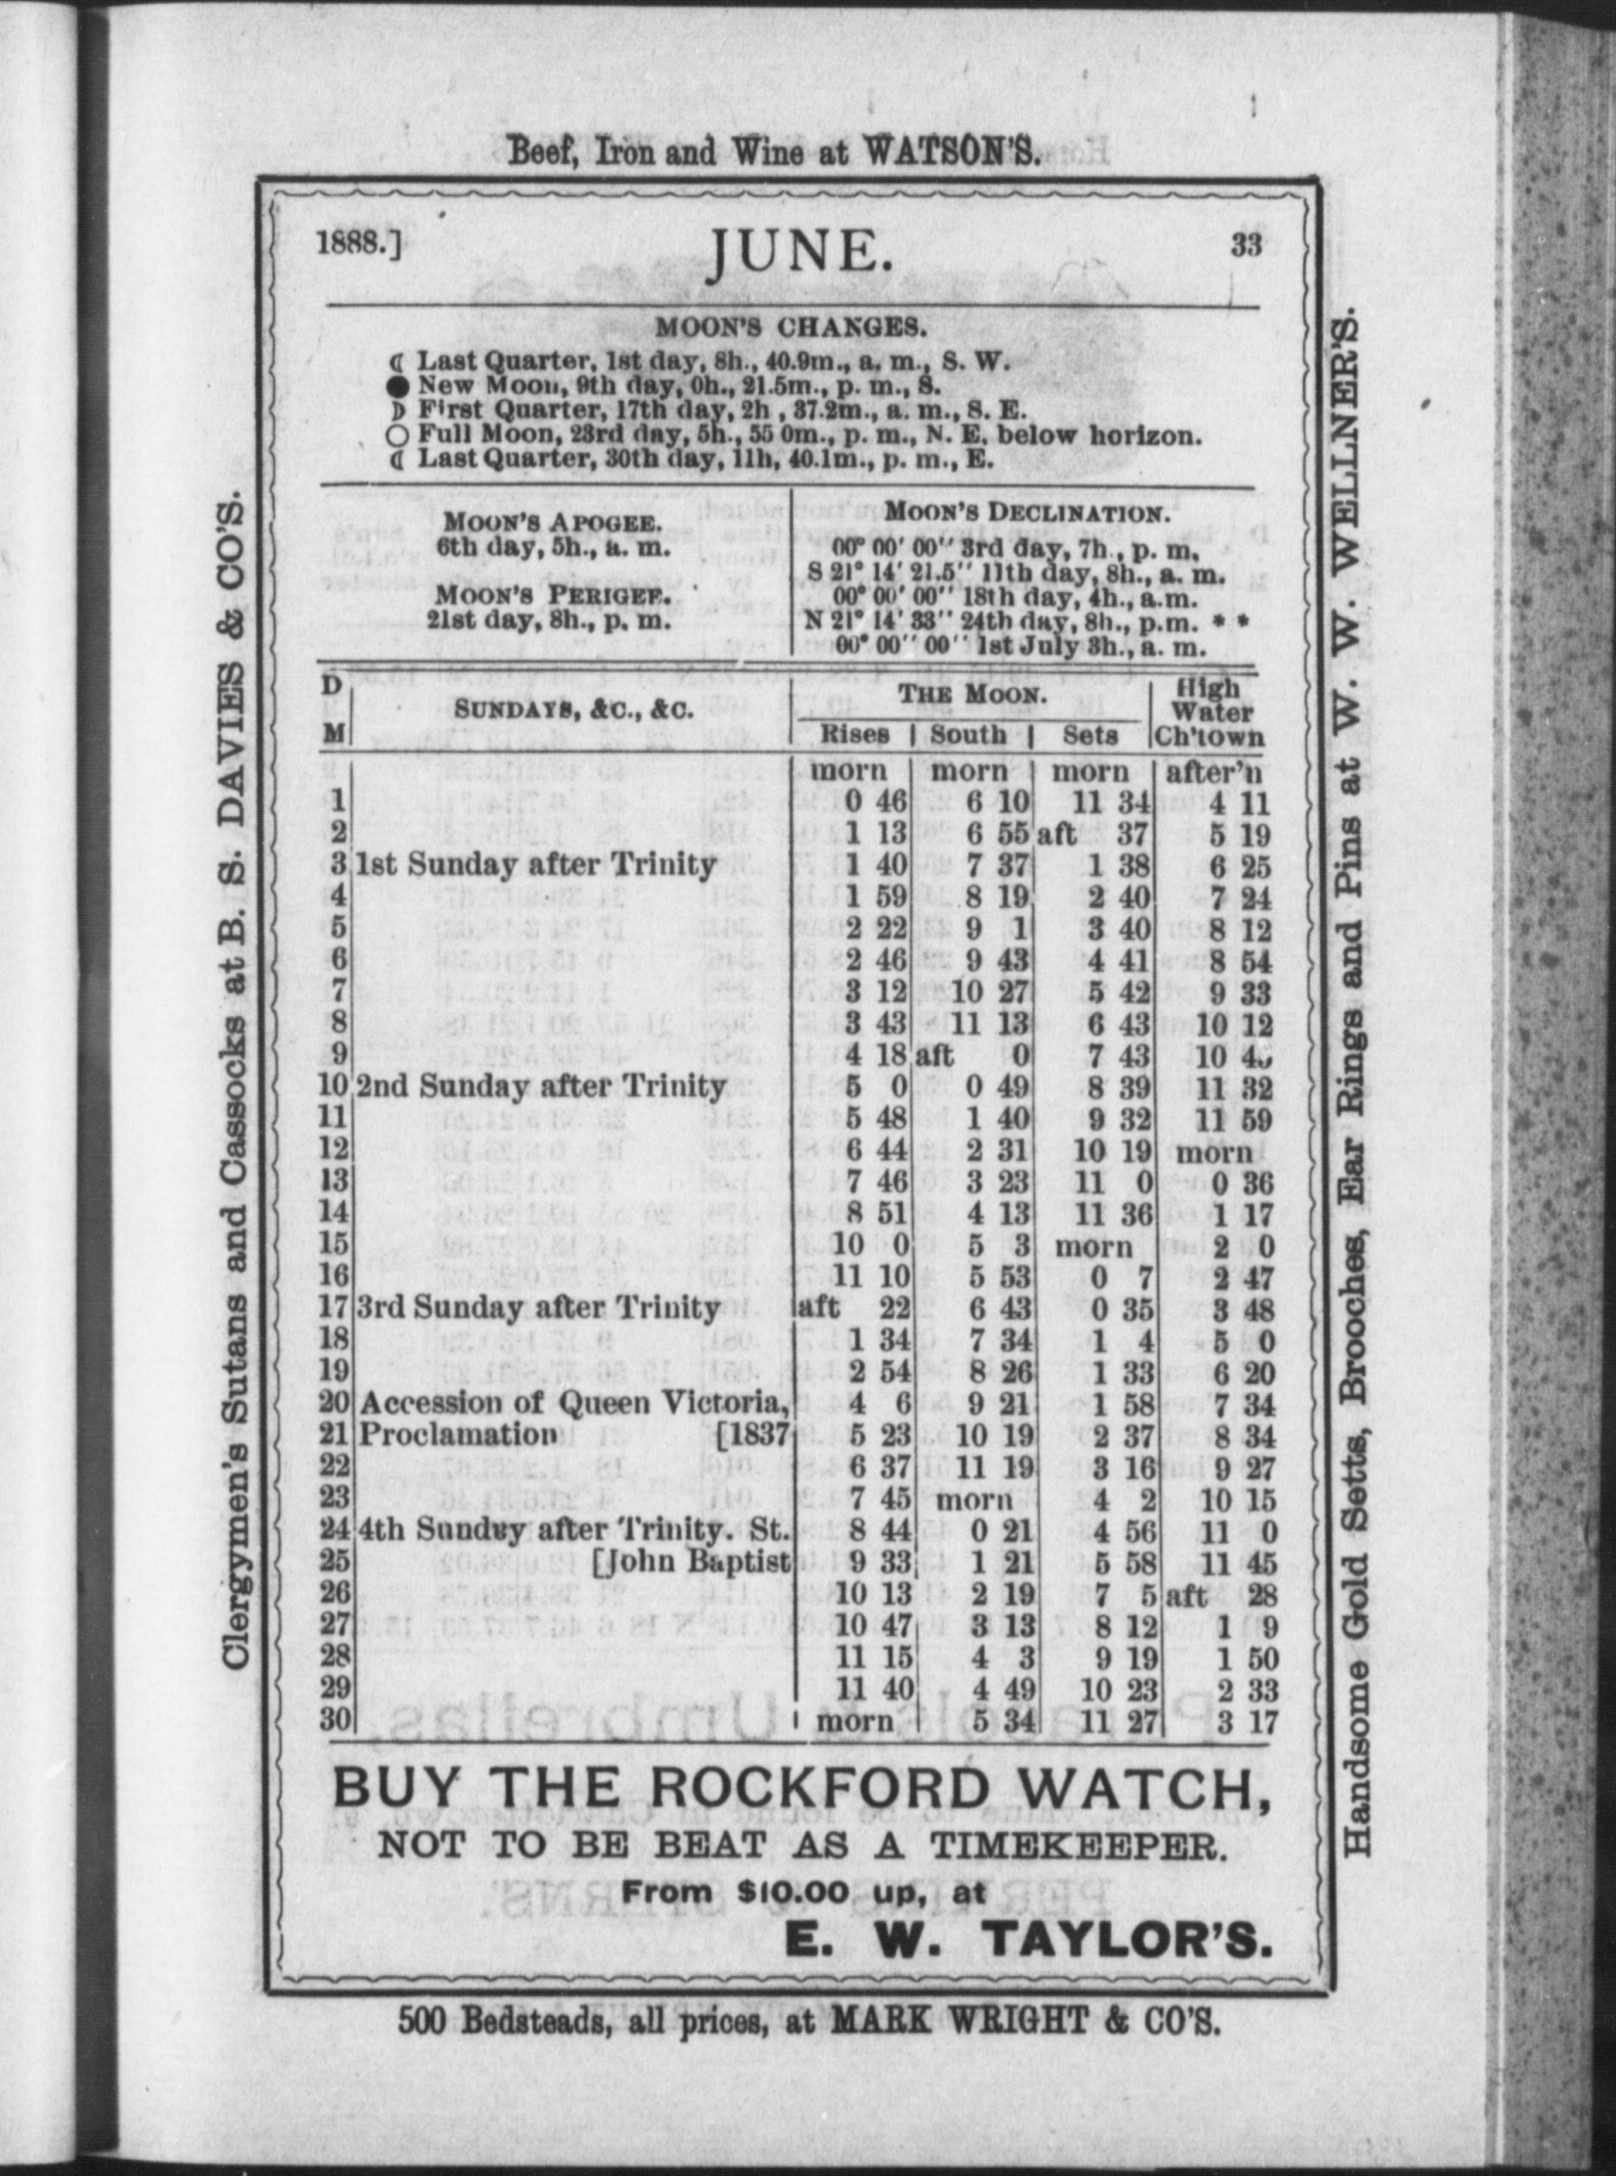 Beef, Iron and Wine at WATSON'S.
1888.] JUNE. 33
MOON'S CHANGES.
☾ Last Quarter, 1st day, 8h., 40.9m., a. m., S. W.
● New Moon, 9th day, 0h., 21.5m., p. m., S.
☽ First Quarter, 17th day, 2h , 37.2m., a. m., S. E.
○ Full Moon, 23rd day, 5h., 55 0m., p. m., N. E. below horizon.
☾ Last Quarter, 30th day, 11h, 40.1m., p. m., E.
MOON'S APOGEE.
6th day, 5h., a. m.
MOON'S PERIGEE.
21st day, 8h., p. m.
MOON'S DECLINATION.
00° 00' 00'' 3rd day, 7h., p. m.
S 21° 14' 21.5'' 11th day, 8h., a. m.
00° 00' 00'' 18th day, 4h., a.m.
N 21° 14' 33'' 24th day, 8h., p.m. * *
00° 00'' 00'' 1st July 3h., a. m.
D M SUNDAYS, &C., &C. THE MOON. High Water Ch'town
Rises South Sets
morn morn morn after'n
1 0 46 6 10 11 34 4 11
2 1 13 6 55 aft 37 5 19
3 1st Sunday after Trinity 1 40 7 37 1 38 6 25
4 1 59 8 19 2 40 7 24
5 2 22 9 1 3 40 8 12
6 2 46 9 43 4 41 8 54
7 3 12 10 27 5 42 9 33
8 3 43 11 13 6 43 10 12
9 4 18 aft 0 7 43 10
10 2nd Sunday after Trinity 5 0 0 49 8 39 11 32
11 5 48 1 40 9 32 11 59
12 6 44 2 31 10 19 morn
13 7 46 3 23 11 0 0 36
14 8 51 4 13 11 36 1 17
15 10 0 5 3 morn 2 0
16 11 10 5 53 0 7 2 47
17 3rd Sunday after Trinity aft 22 6 43 0 35 3 48
18 1 34 7 34 1 4 5 0
19 2 54 8 26 1 33 6 20
20 Accession of Queen Victoria, 4 6 9 21 1 58 7 34
21 Proclamation [1837 5 23 10 19 2 37 8 34
22 6 37 11 19 3 16 9 27
23 7 45 morn 4 2 10 15
24 4th Sunday after Trinity. St. 8 44 0 21 4 56 11 0
25 [John Baptist 9 33 1 21 5 58 11 45
26 10 13 2 19 7 5 aft 28
27 10 47 3 13 8 12 1 9
28 11 15 4 3 9 19 1 50
29 11 40 4 49 10 23 2 33
30 morn 5 34 11 27 3 17
BUY THE ROCKFORD WATCH,
NOT TO BE BEAT AS A TIMEKEEPER.
From $10.00 up, at
E. W. TAYLOR'S.
500 Bedsteads, all prices, at MARK WRIGHT & CO'S.
Clergymen's Sutans and Cassocks at B. S. DAVIES & CO'S.
Handsome Gold Setts, Brooches, Ear Rings and Pins at W. W. WELLNER'S.